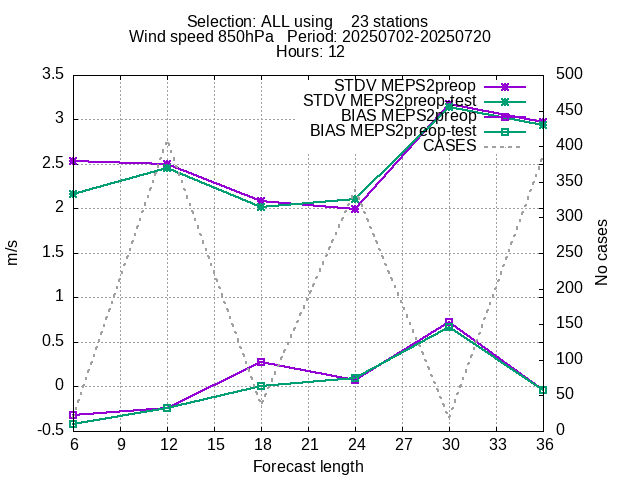 Selection: ALL using 23 stations
Wind speed 850hPa Period: 20250702-20250720
Hours: 12
3.5
3
2.5
2
1.5
1
0.5
0
-0.5
m/s
STDV MEPS2preop
STDV MEPS2preop-test
BIAS MEPS2preop
BIAS MEPS2preop-test
CASES
500
450
400
350
300
250
200
150
100
50
0
No cases
6 9 12 15 18 21 24 27 30 33 36
Forecast length